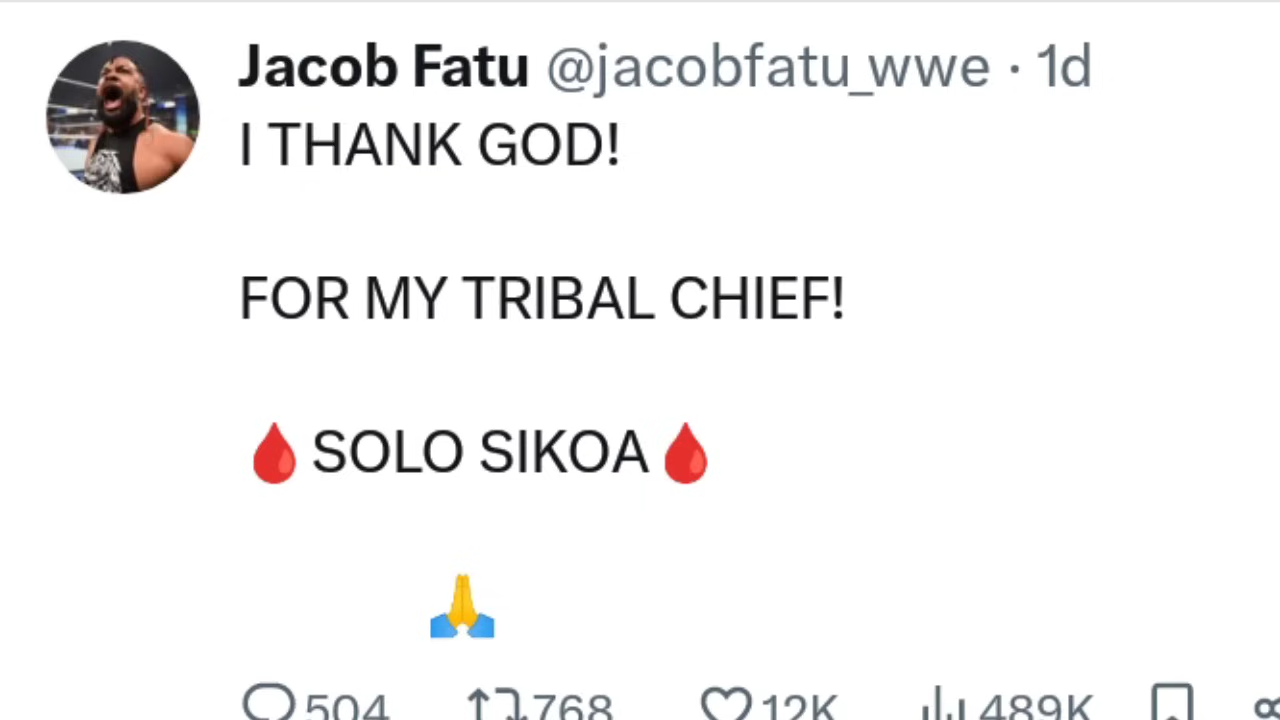 Jacob Fatu @jacobfatu_wwe · 1d
I THANK GOD!
FOR MY TRIBAL CHIEF!
🩸SOLO SIKOA🩸
🙏
504 768 12K 489K